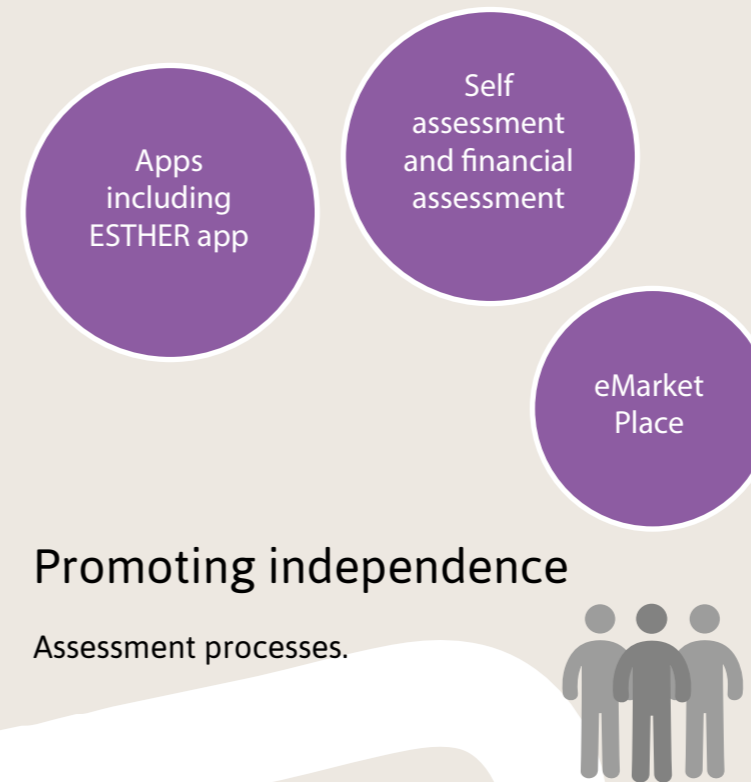 Apps
including
ESTHER app
Self
assessment
and financial
assessment
eMarket
Place
Promoting independence
Assessment processes.